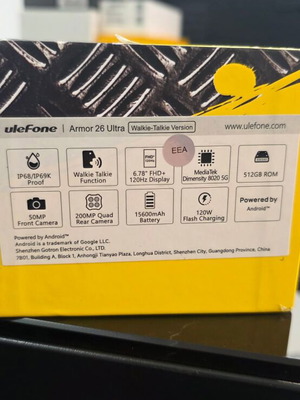 uleFone | Armor 26 Ultra Walkie-Talkie Version www.ulefone.com
EEA
IP68/IP69K
Proof
Walkie Talkie
Function
FHD+
6.78" FHD+
120Hz Display
MediaTek
Dimensity 8020 5G
512GB ROM
50MP
Front Camera
200MP Quad
Rear Cameras
15600mAh
Battery
120W
Flash Charging
Powered by
Android™
Powered by Android™
Android is a trademark of Google LLC.
Shenzhen Gotron Electronic Co., LTD.
7801, Building A, Block 1, Anhongji Tianyao Plaza, Longhua District, Shenzhen City, Guangdong Province, China